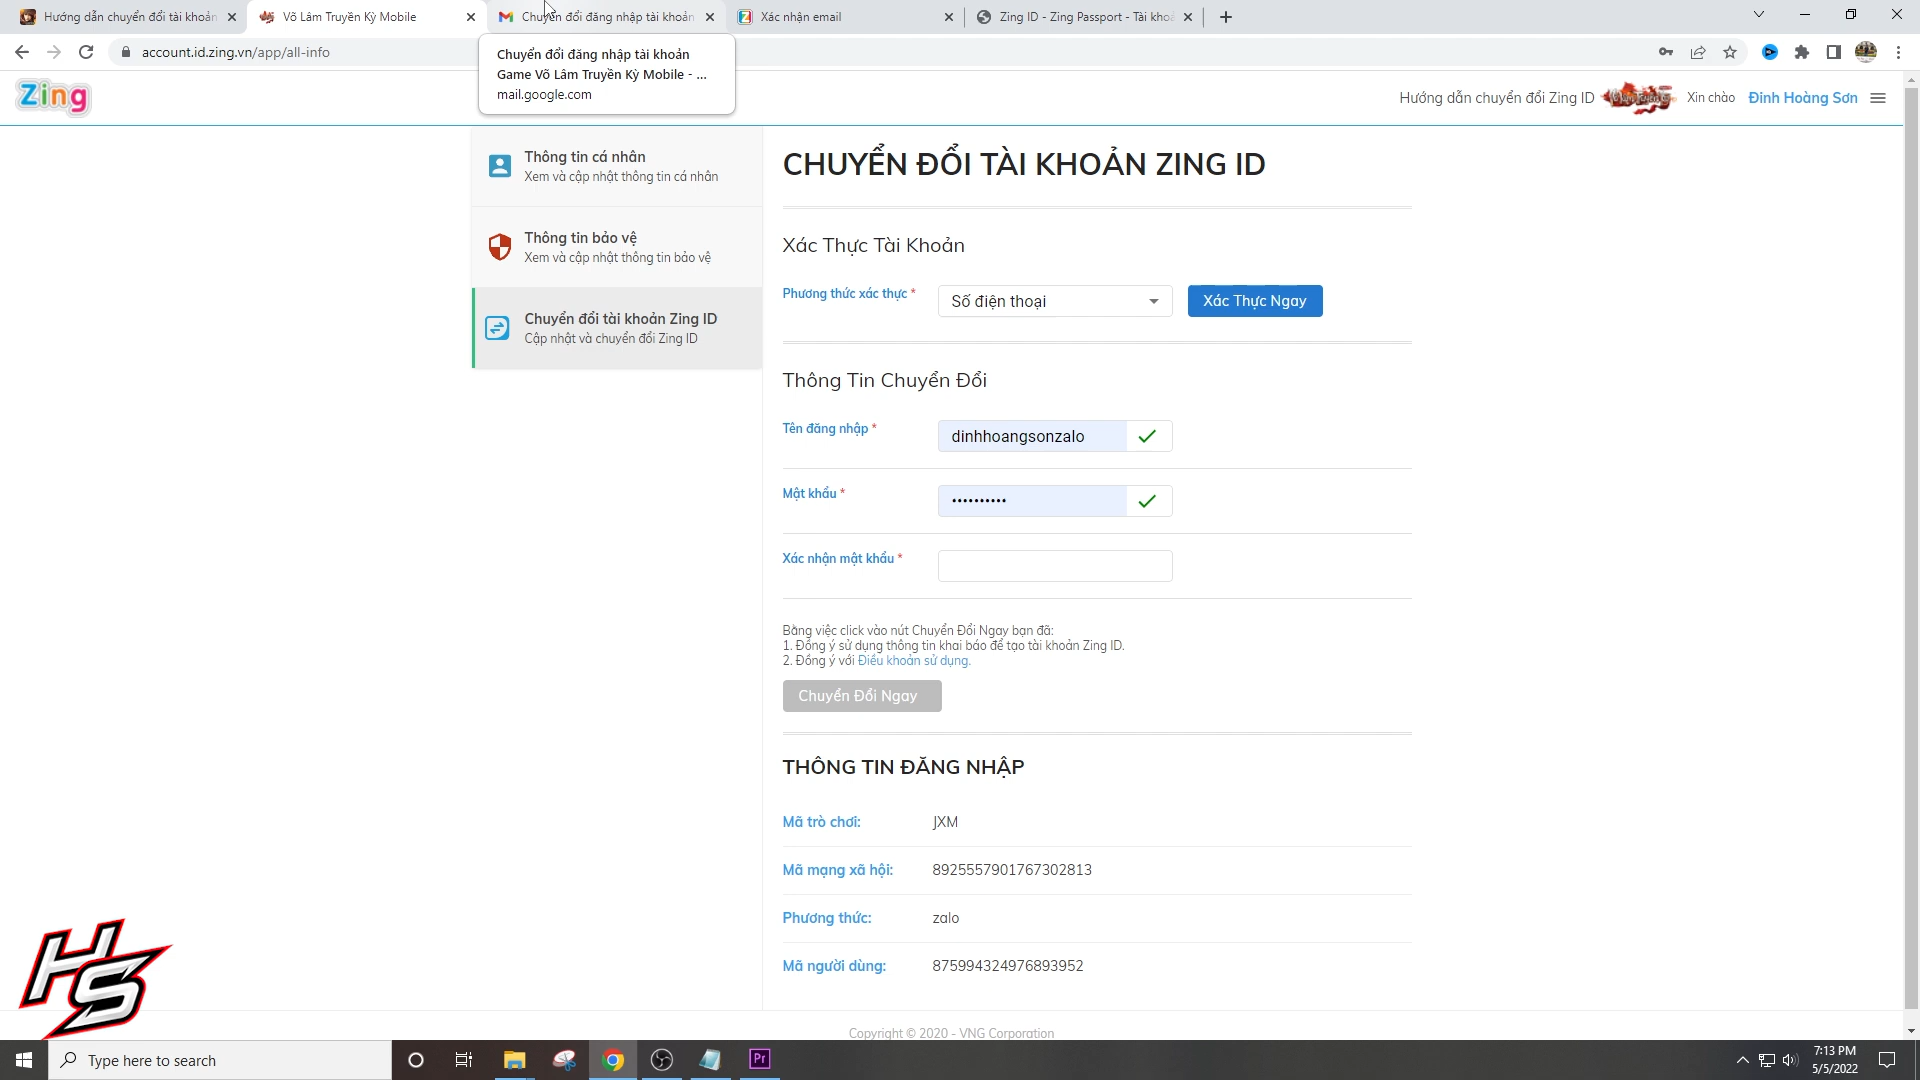 Hướng dẫn chuyển đổi tài khoản
Võ Lâm Truyền Kỳ Mobile
Chuyển đổi đăng nhập tài khoản
Xác nhận email
Zing ID - Zing Passport - Tài kho
account.id.zing.vn/app/all-info
Chuyển đổi đăng nhập tài khoản
Game Võ Lâm Truyền Kỳ Mobile - ...
mail.google.com
Zing
Hướng dẫn chuyển đổi Zing ID
Xin chào
Đinh Hoàng Sơn
Thông tin cá nhân
Xem và cập nhật thông tin cá nhân
Thông tin bảo vệ
Xem và cập nhật thông tin bảo vệ
Chuyển đổi tài khoản Zing ID
Cập nhật và chuyển đổi Zing ID
CHUYỂN ĐỔI TÀI KHOẢN ZING ID
Xác Thực Tài Khoản
Phương thức xác thực *
Số điện thoại
Xác Thực Ngay
Thông Tin Chuyển Đổi
Tên đăng nhập *
dinhhoangsonzalo
Mật khẩu *
••••••••••
Xác nhận mật khẩu *
Bằng việc click vào nút Chuyển Đổi Ngay bạn đã:
1. Đồng ý sử dụng thông tin khai báo để tạo tài khoản Zing ID.
2. Đồng ý với Điều khoản sử dụng.
Chuyển Đổi Ngay
THÔNG TIN ĐĂNG NHẬP
Mã trò chơi:
JXM
Mã mạng xã hội:
8925557901767302813
Phương thức:
zalo
Mã người dùng:
875994324976893952
Copyright © 2020 - VNG Corporation
HS
Type here to search
Pr
7:13 PM
5/5/2022